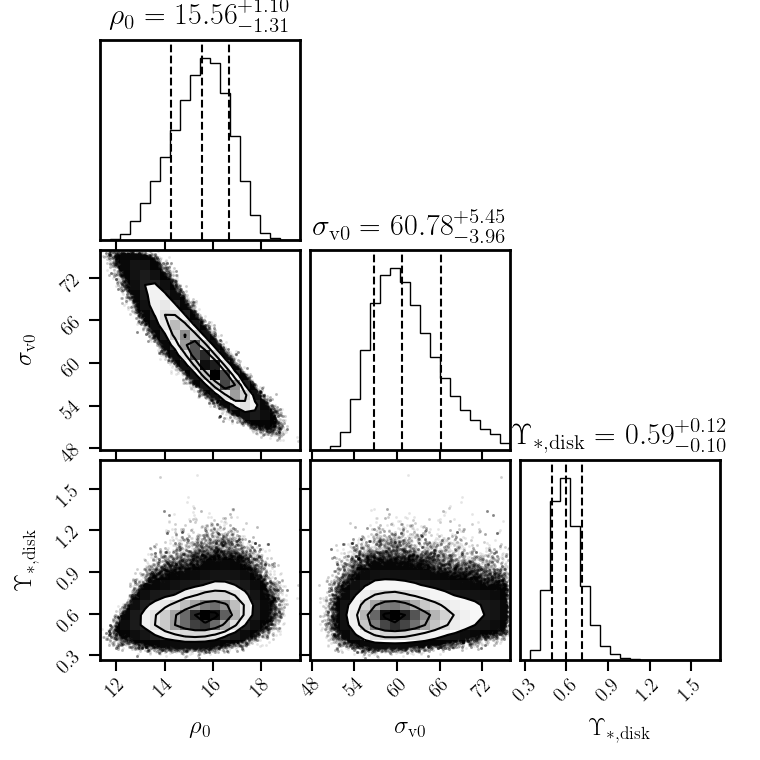 ρ₀ = 15.56 +1.10 −1.31
σᵥ₀ = 60.78 +5.45 −3.96
72
66
60
54
48
σᵥ₀
ϒ*,disk = 0.59 +0.12 −0.10
1.5
1.2
0.9
0.6
0.3
ϒ*,disk
12 14 16 18
48 54 60 66 72
0.3 0.6 0.9 1.2 1.5
ρ₀ σᵥ₀ ϒ*,disk